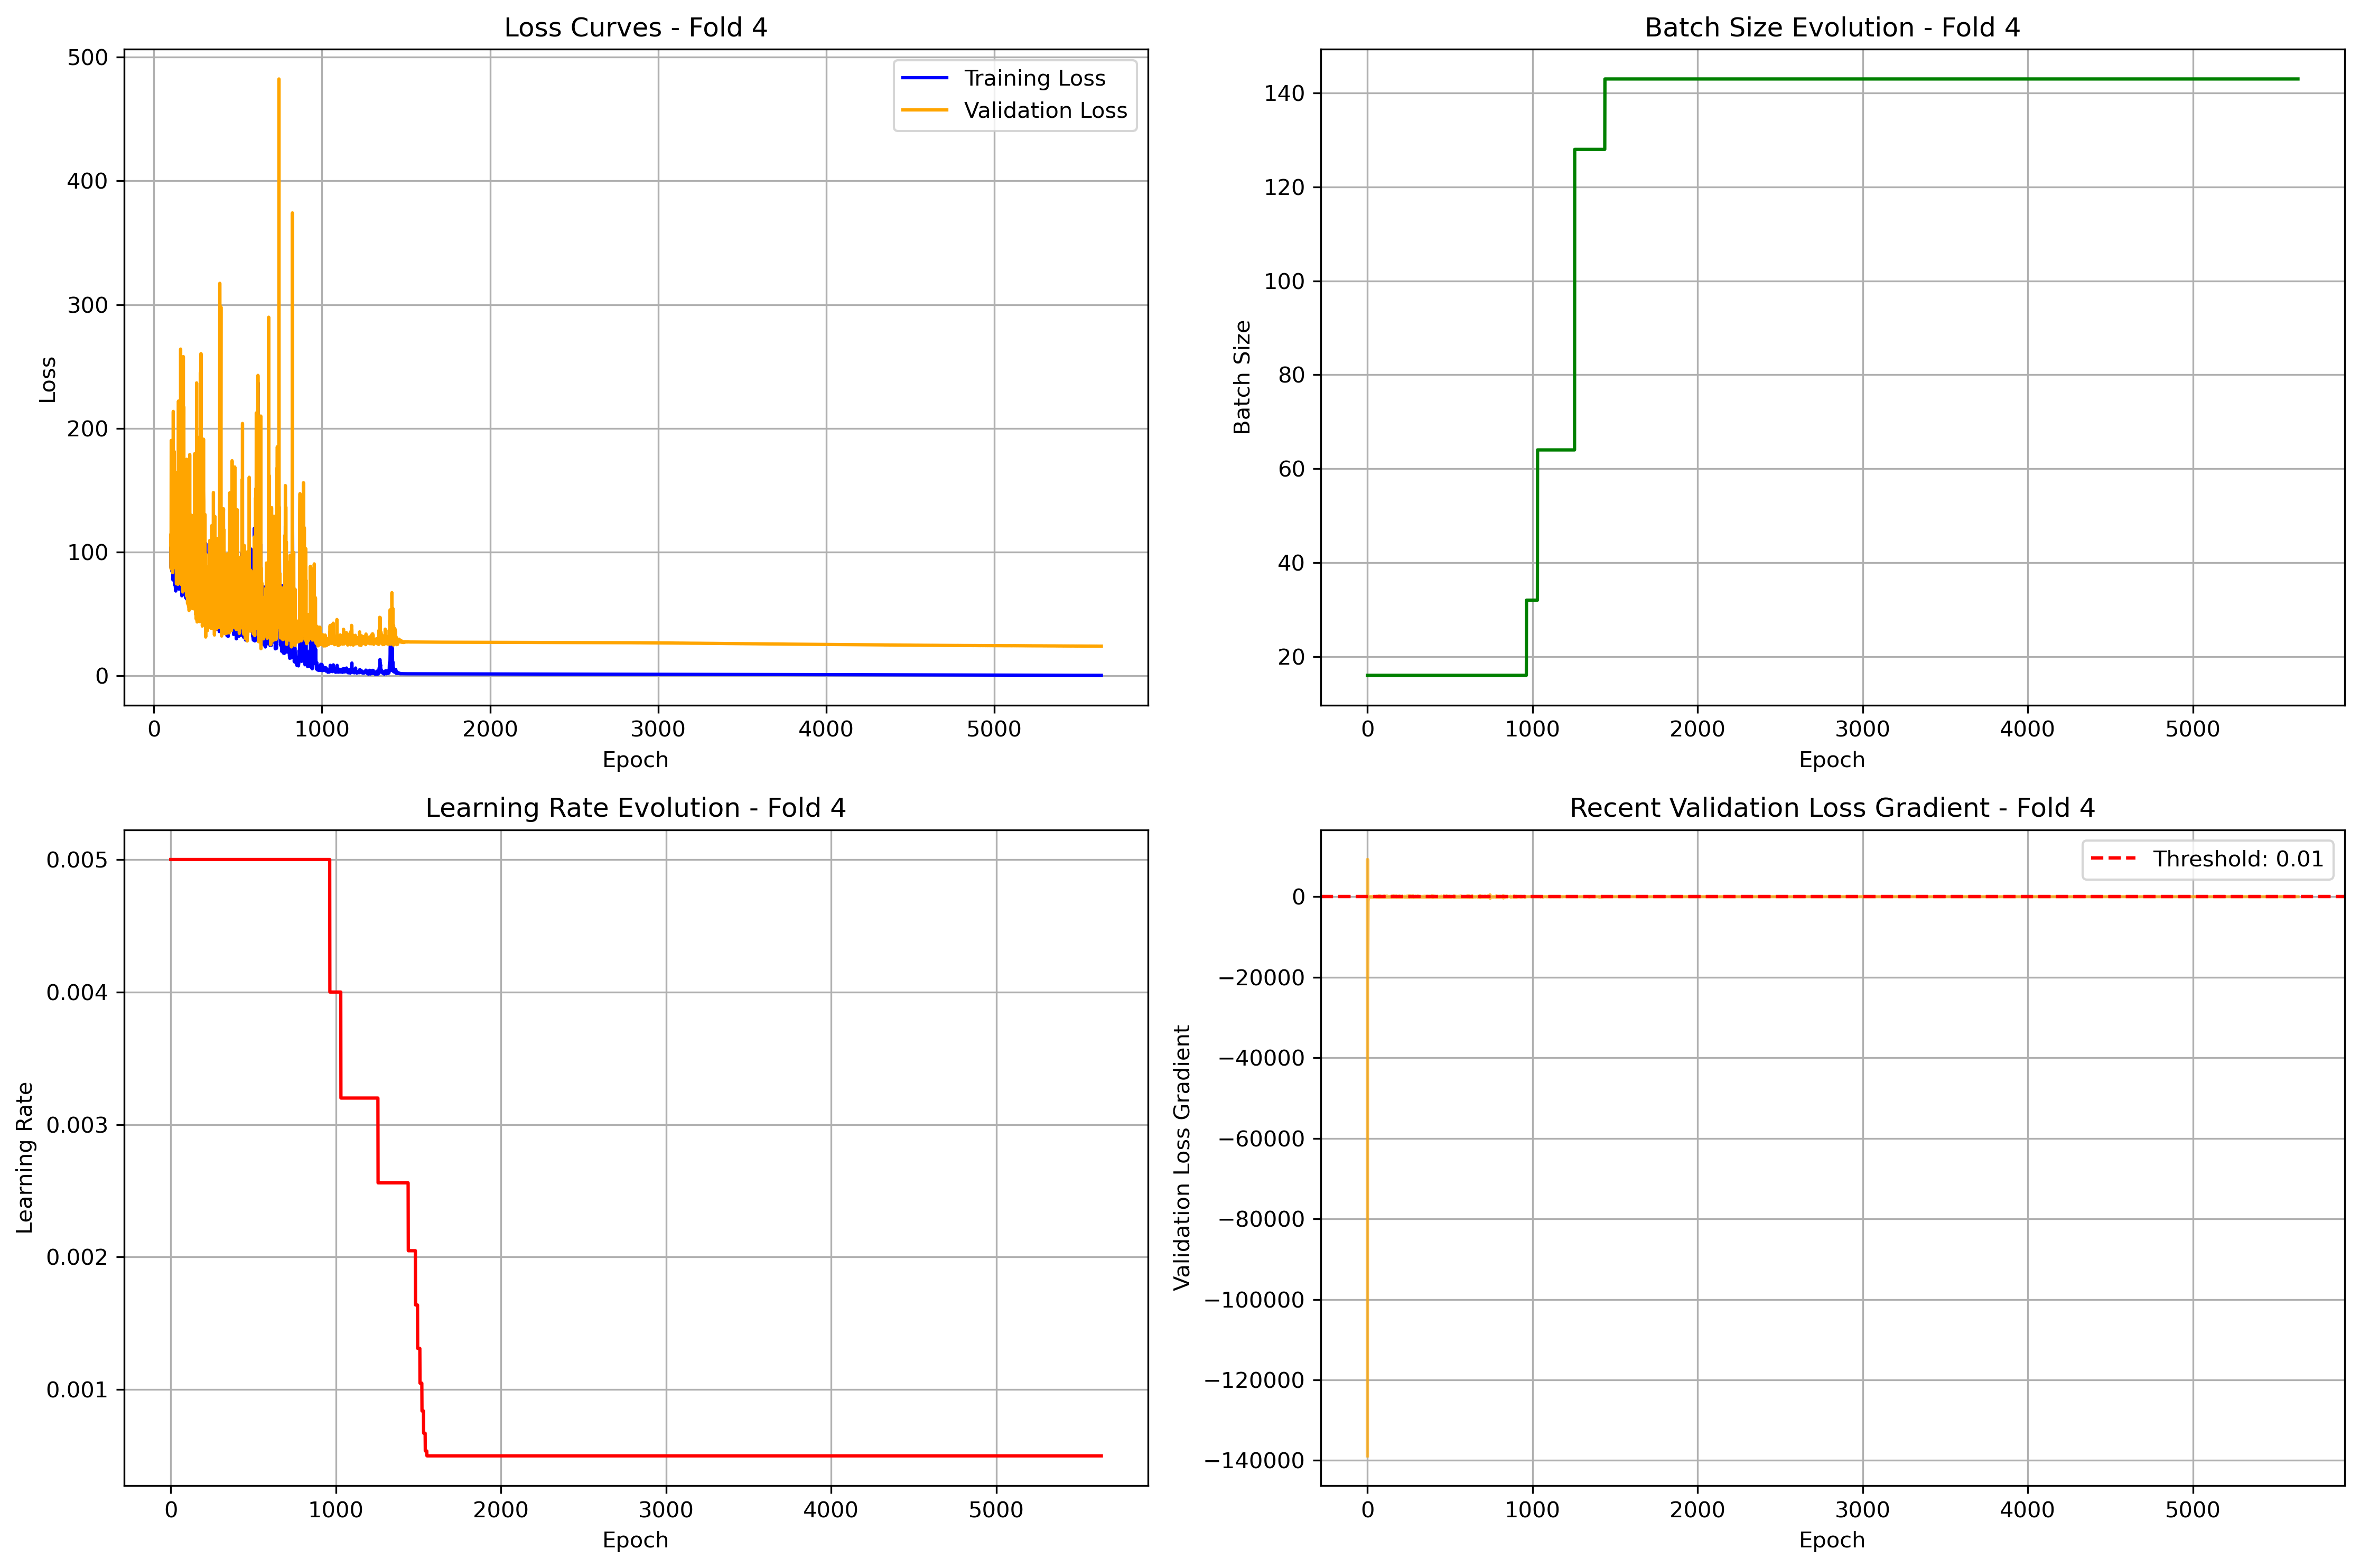 Loss Curves - Fold 4
500
400
300
200
100
0
Loss
Training Loss
Validation Loss
0 1000 2000 3000 4000 5000
Epoch
Batch Size Evolution - Fold 4
140
120
100
80
60
40
20
Batch Size
0 1000 2000 3000 4000 5000
Epoch
Learning Rate Evolution - Fold 4
0.005
0.004
0.003
0.002
0.001
Learning Rate
0 1000 2000 3000 4000 5000
Epoch
Recent Validation Loss Gradient - Fold 4
Threshold: 0.01
0
−20000
−40000
−60000
−80000
−100000
−120000
−140000
Validation Loss Gradient
0 1000 2000 3000 4000 5000
Epoch